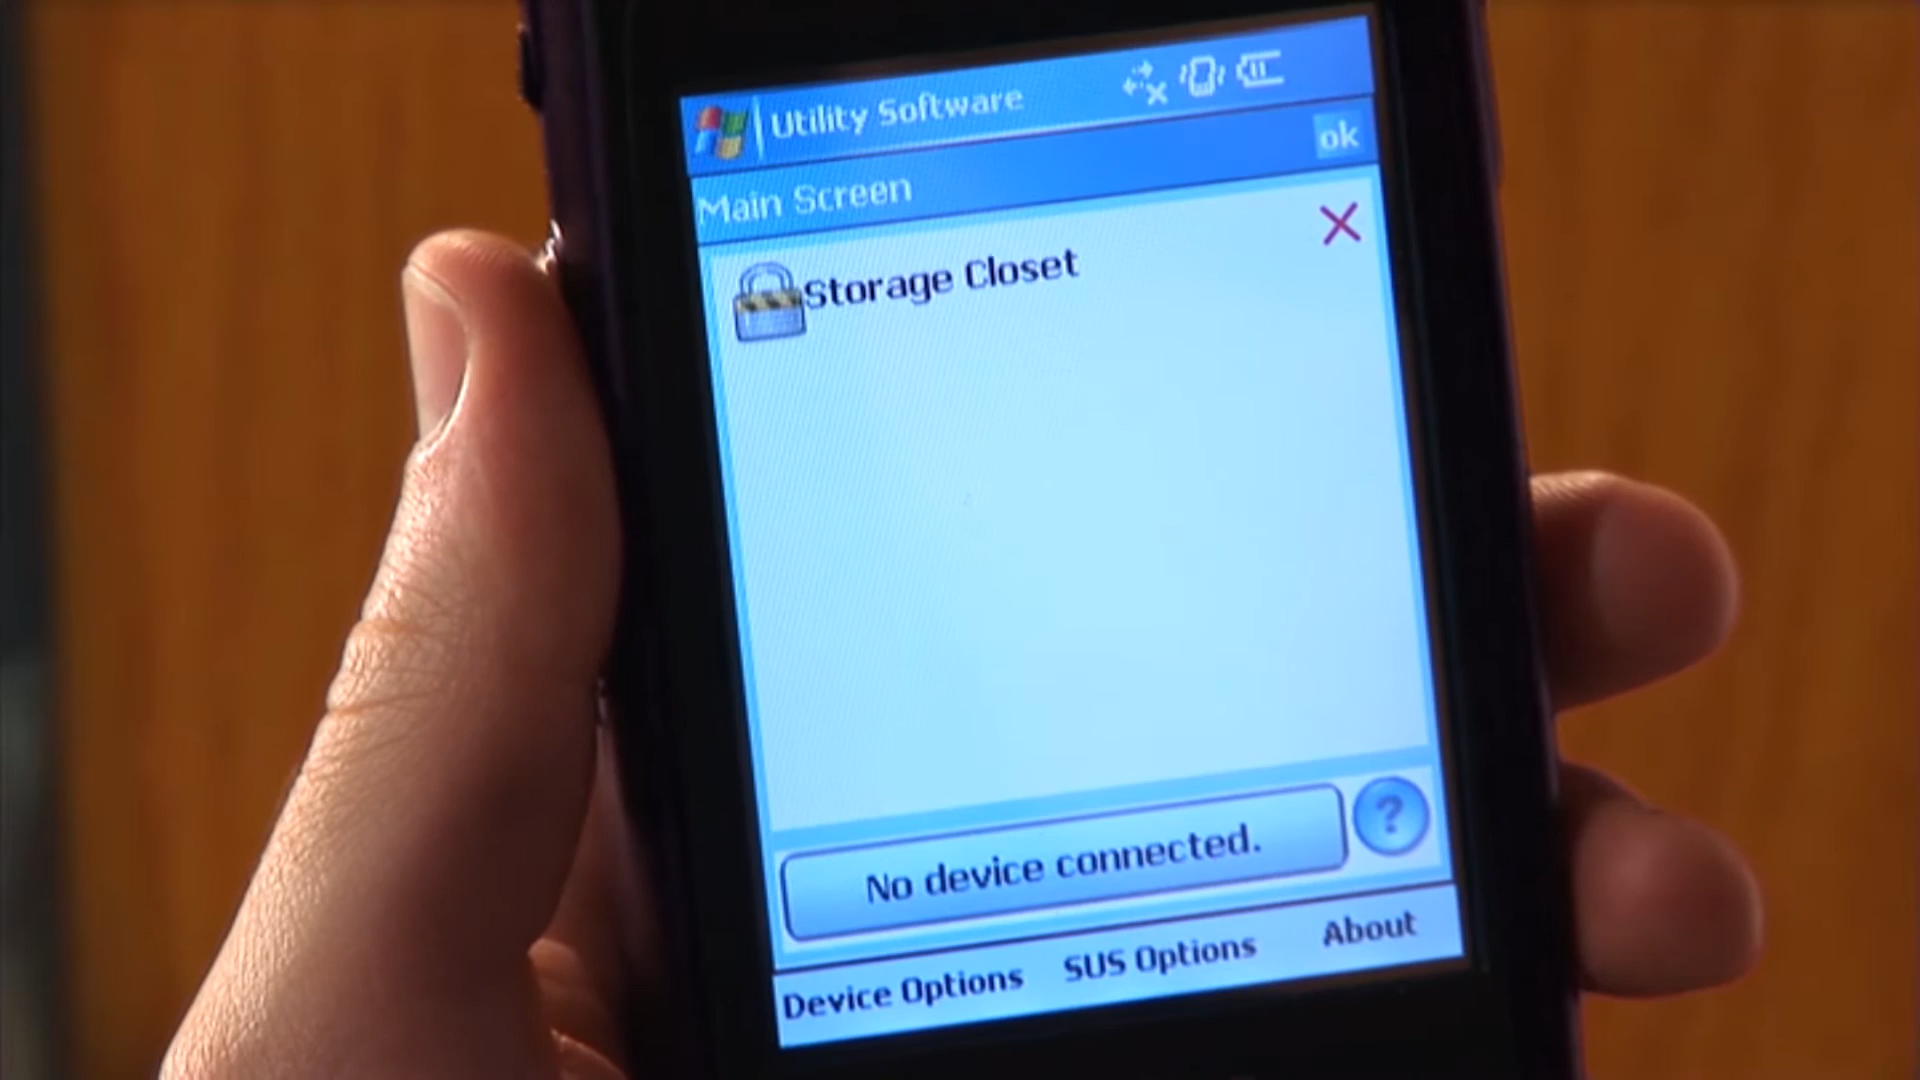 Utility Software
ok
Main Screen
Storage Closet
No device connected.
?
Device Options SUS Options About